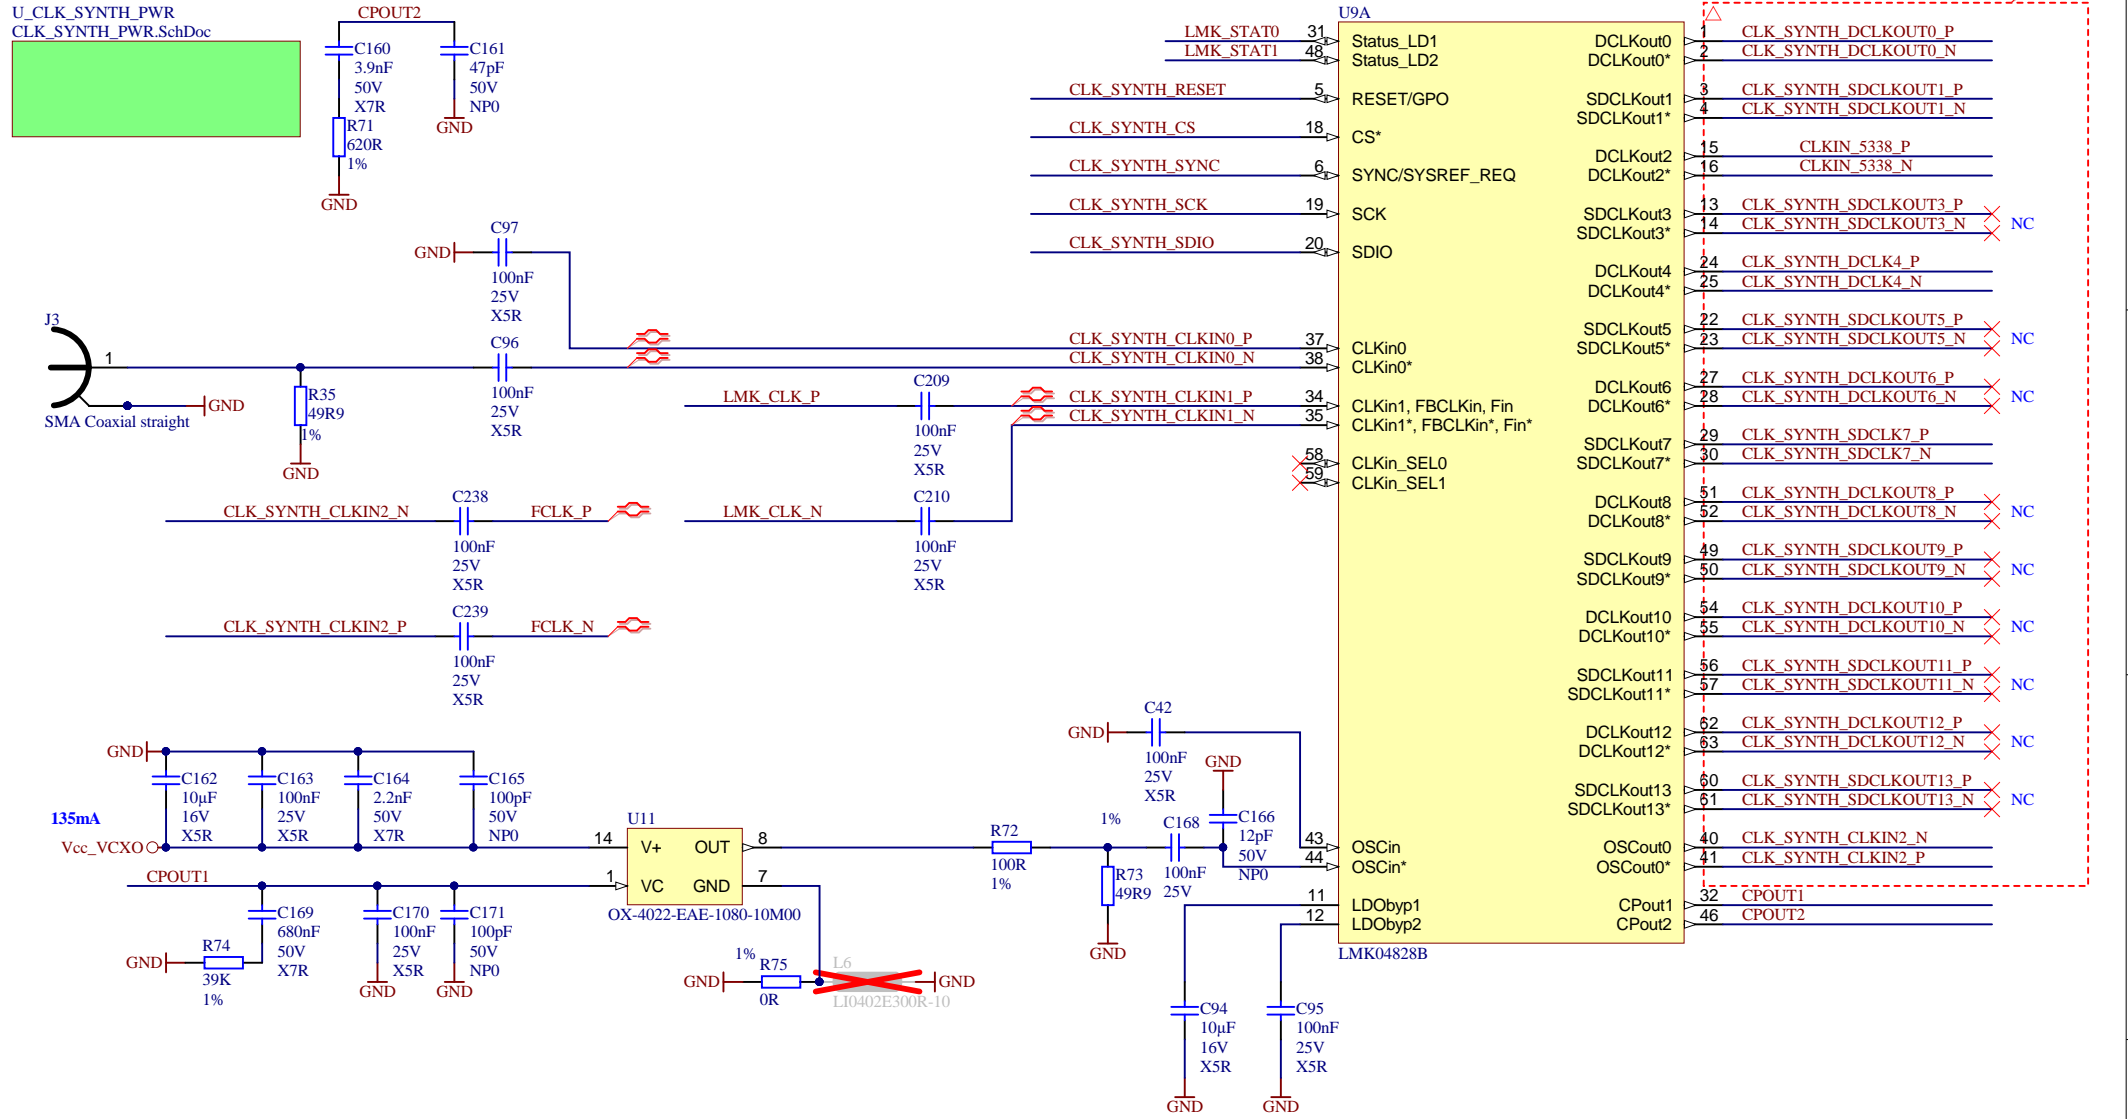 U_CLK_SYNTH_PWR
CLK_SYNTH_PWR.SchDoc
CPOUT2
C160
3.9nF
50V
X7R
R71
620R
1%
GND
C161
47pF
50V
NP0
GND
C97
GND
100nF
25V
X5R
J3
1
SMA Coaxial straight
GND
R35
49R9
1%
GND
C96
100nF
25V
X5R
CLK_SYNTH_CLKIN0_P
CLK_SYNTH_CLKIN0_N
LMK_CLK_P
C209
100nF
25V
X5R
CLK_SYNTH_CLKIN1_P
CLK_SYNTH_CLKIN1_N
CLK_SYNTH_CLKIN2_N
C238
FCLK_P
100nF
25V
X5R
LMK_CLK_N
C210
100nF
25V
X5R
CLK_SYNTH_CLKIN2_P
C239
FCLK_N
100nF
25V
X5R
GND
C162
10µF
16V
X5R
C163
100nF
25V
X5R
C164
2.2nF
50V
X7R
C165
100pF
50V
NP0
135mA
Vcc_VCXO
CPOUT1
C169
680nF
50V
X7R
R74
GND
39K
1%
C170
100nF
25V
X5R
GND
C171
100pF
50V
NP0
GND
U11
14 V+ OUT 8
1 VC GND 7
OX-4022-EAE-1080-10M00
1%
R75
GND
0R
L6
GND
LI0402E300R-10
R72
100R
1%
1%
R73
49R9
GND
C168
100nF
25V
C42
GND
100nF
25V
X5R
GND
C166
12pF
50V
NP0
C94
10µF
16V
X5R
GND
C95
100nF
25V
X5R
GND
U9A
LMK_STAT0 31 Status_LD1
LMK_STAT1 48 Status_LD2
CLK_SYNTH_RESET 5 RESET/GPO
CLK_SYNTH_CS 18 CS*
CLK_SYNTH_SYNC 6 SYNC/SYSREF_REQ
CLK_SYNTH_SCK 19 SCK
CLK_SYNTH_SDIO 20 SDIO
37 CLKin0
38 CLKin0*
34 CLKin1, FBCLKin, Fin
35 CLKin1*, FBCLKin*, Fin*
58 CLKin_SEL0
59 CLKin_SEL1
43 OSCin
44 OSCin*
11 LDObyp1
12 LDObyp2
DCLKout0 1 CLK_SYNTH_DCLKOUT0_P
DCLKout0* 2 CLK_SYNTH_DCLKOUT0_N
SDCLKout1 3 CLK_SYNTH_SDCLKOUT1_P
SDCLKout1* 4 CLK_SYNTH_SDCLKOUT1_N
DCLKout2 15 CLKIN_5338_P
DCLKout2* 16 CLKIN_5338_N
SDCLKout3 13 CLK_SYNTH_SDCLKOUT3_P
SDCLKout3* 14 CLK_SYNTH_SDCLKOUT3_N
NC
DCLKout4 24 CLK_SYNTH_DCLK4_P
DCLKout4* 25 CLK_SYNTH_DCLK4_N
SDCLKout5 22 CLK_SYNTH_SDCLKOUT5_P
SDCLKout5* 23 CLK_SYNTH_SDCLKOUT5_N
NC
DCLKout6 27 CLK_SYNTH_DCLKOUT6_P
DCLKout6* 28 CLK_SYNTH_DCLKOUT6_N
NC
SDCLKout7 29 CLK_SYNTH_SDCLK7_P
SDCLKout7* 30 CLK_SYNTH_SDCLK7_N
DCLKout8 51 CLK_SYNTH_DCLKOUT8_P
DCLKout8* 52 CLK_SYNTH_DCLKOUT8_N
NC
SDCLKout9 49 CLK_SYNTH_SDCLKOUT9_P
SDCLKout9* 50 CLK_SYNTH_SDCLKOUT9_N
NC
DCLKout10 54 CLK_SYNTH_DCLKOUT10_P
DCLKout10* 55 CLK_SYNTH_DCLKOUT10_N
NC
SDCLKout11 56 CLK_SYNTH_SDCLKOUT11_P
SDCLKout11* 57 CLK_SYNTH_SDCLKOUT11_N
NC
DCLKout12 62 CLK_SYNTH_DCLKOUT12_P
DCLKout12* 63 CLK_SYNTH_DCLKOUT12_N
NC
SDCLKout13 60 CLK_SYNTH_SDCLKOUT13_P
SDCLKout13* 61 CLK_SYNTH_SDCLKOUT13_N
NC
OSCout0 40 CLK_SYNTH_CLKIN2_N
OSCout0* 41 CLK_SYNTH_CLKIN2_P
CPout1 32 CPOUT1
CPout2 46 CPOUT2
LMK04828B